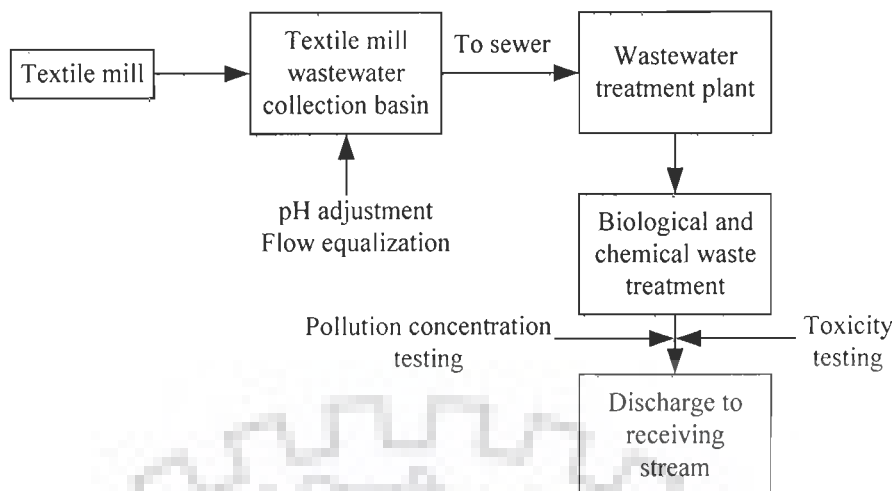 Textile mill
Textile mill
wastewater
collection basin
To sewer
Wastewater
treatment plant
pH adjustment
Flow equalization
Biological and
chemical waste
treatment
Pollution concentration
testing
Toxicity
testing
Discharge to
receiving
stream